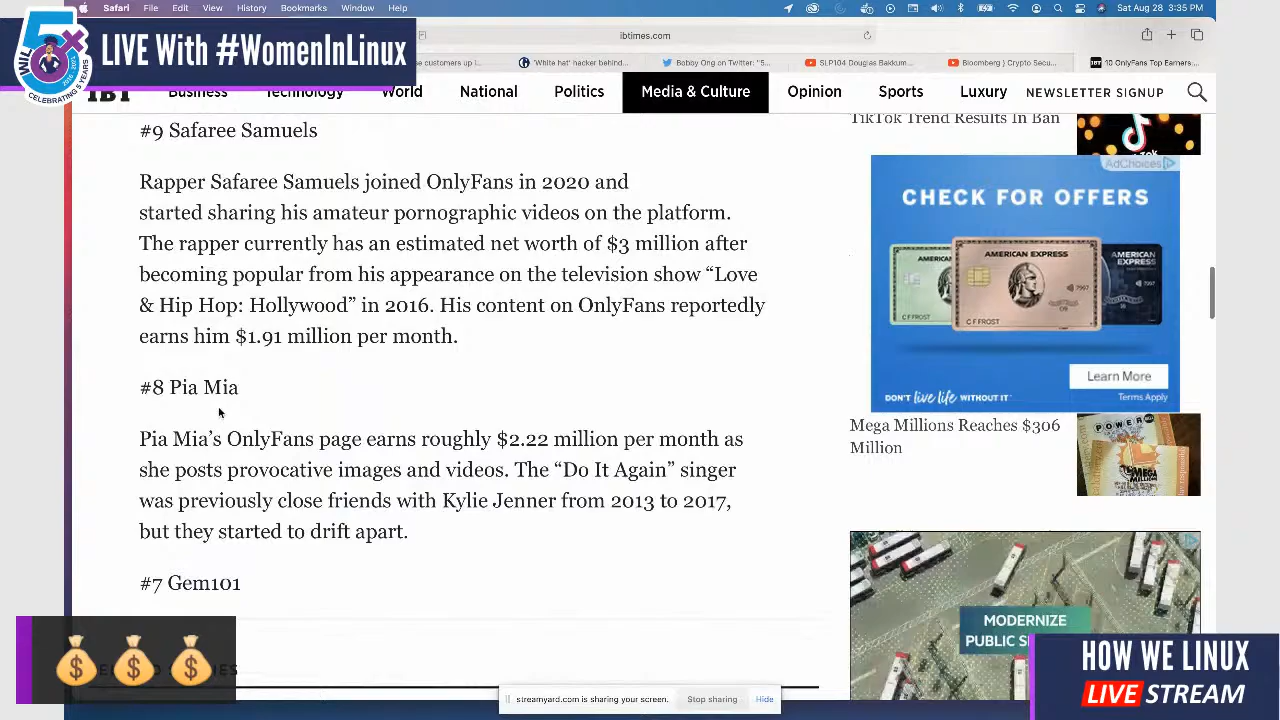 Safari File Edit View History
Sat Aug 28 3:35 PM
LIVE With #WomenInLinux
WIL
CELEBRATING 5 YEARS
ibtimes.com
'White hat' hacker behind...
Bobby Ong on Twitter: "5...
SLP104 Douglas Bakkum...
Bloomberg ) Crypto Secu...
10 OnlyFans Top Earners...
IBT Business Technology World National Politics Media & Culture Opinion Sports Luxury NEWSLETTER SIGNUP
#9 Safaree Samuels
Rapper Safaree Samuels joined OnlyFans in 2020 and
started sharing his amateur pornographic videos on the platform.
The rapper currently has an estimated net worth of $3 million after
becoming popular from his appearance on the television show “Love
& Hip Hop: Hollywood” in 2016. His content on OnlyFans reportedly
earns him $1.91 million per month.
#8 Pia Mia
Pia Mia’s OnlyFans page earns roughly $2.22 million per month as
she posts provocative images and videos. The “Do It Again” singer
was previously close friends with Kylie Jenner from 2013 to 2017,
but they started to drift apart.
#7 Gem101
TikTok Trend Results In Ban
AdChoices
CHECK FOR OFFERS
AMERICAN EXPRESS
C F FROST
Learn More
DON'T live life WITHOUT IT
Terms Apply
Mega Millions Reaches $306
Million
MODERNIZE
streamyard.com is sharing your screen. Stop sharing Hide
HOW WE LINUX
LIVE STREAM